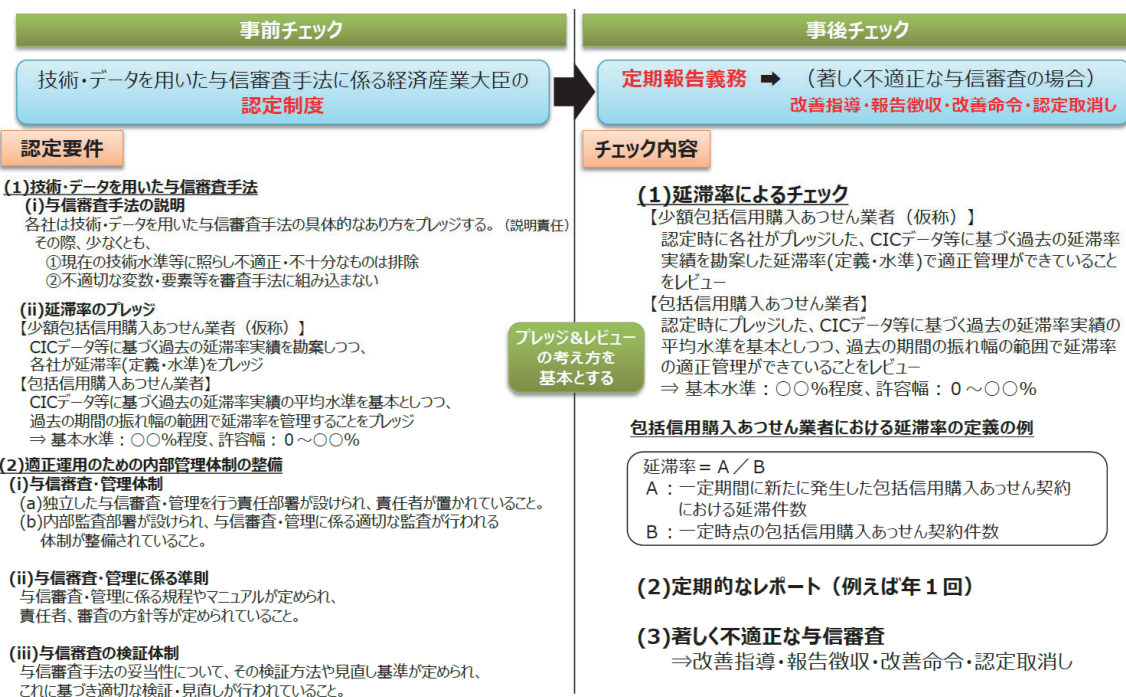 事前チェック
技術・データを用いた与信審査手法に係る経済産業大臣の
認定制度
認定要件
(1)技術・データを用いた与信審査手法
(i)与信審査手法の説明
各社は技術・データを用いた与信審査手法の具体的なあり方をプレッジする。（説明責任）
その際、少なくとも、
①現在の技術水準等に照らし不適正・不十分なものは排除
②不適切な変数・要素等を審査手法に組み込まない
(ii)延滞率のプレッジ
【少額包括信用購入あつせん業者（仮称）】
CICデータ等に基づく過去の延滞率実績を勘案しつつ、
各社が延滞率(定義・水準)をプレッジ
【包括信用購入あつせん業者】
CICデータ等に基づく過去の延滞率実績の平均水準を基本としつつ、
過去の期間の振れ幅の範囲で延滞率を管理することをプレッジ
⇒ 基本水準：○○%程度、許容幅：０～○○%
(2)適正運用のための内部管理体制の整備
(i)与信審査・管理体制
(a)独立した与信審査・管理を行う責任部署が設けられ、責任者が置かれていること。
(b)内部監査部署が設けられ、与信審査・管理に係る適切な監査が行われる
体制が整備されていること。
(ii)与信審査・管理に係る準則
与信審査・管理に係る規程やマニュアルが定められ、
責任者、審査の方針等が定められていること。
(iii)与信審査の検証体制
与信審査手法の妥当性について、その検証方法や見直し基準が定められ、
これに基づき適切な検証・見直しが行われていること。
プレッジ&レビュー
の考え方を
基本とする
事後チェック
定期報告義務 ➡ （著しく不適正な与信審査の場合）
改善指導・報告徴収・改善命令・認定取消し
チェック内容
(1)延滞率によるチェック
【少額包括信用購入あつせん業者（仮称）】
認定時に各社がプレッジした、CICデータ等に基づく過去の延滞率
実績を勘案した延滞率(定義・水準)で適正管理ができていること
をレビュー
【包括信用購入あつせん業者】
認定時にプレッジした、CICデータ等に基づく過去の延滞率実績の
平均水準を基本としつつ、過去の期間の振れ幅の範囲で延滞率
の適正管理ができていることをレビュー
⇒ 基本水準：○○%程度、許容幅：０～○○%
包括信用購入あつせん業者における延滞率の定義の例
延滞率＝Ａ／Ｂ
Ａ：一定期間に新たに発生した包括信用購入あっせん契約
における延滞件数
Ｂ：一定時点の包括信用購入あっせん契約件数
(2)定期的なレポート（例えば年１回）
(3)著しく不適正な与信審査
⇒改善指導・報告徴収・改善命令・認定取消し